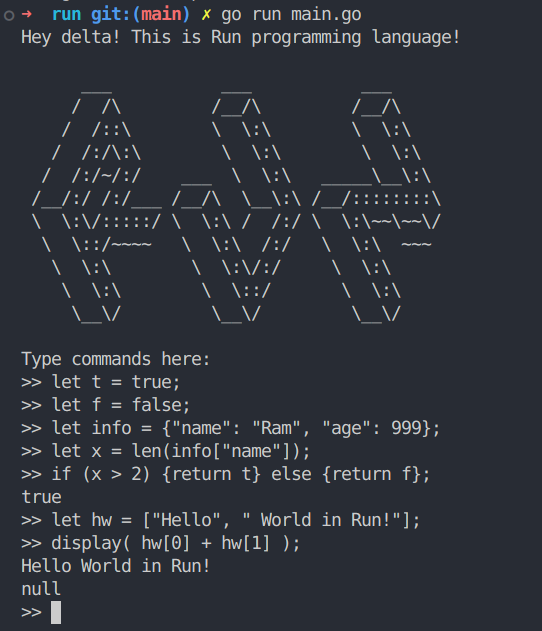 → run git:(main) ✗ go run main.go
Hey delta! This is Run programming language!
      ___           ___           ___
     /  /\         /__/\         /__/\
    /  /::\        \  \:\        \  \:\
   /  /:/\:\        \  \:\        \  \:\
  /  /:/~/:/    ___  \  \:\   _____\__\:\
 /__/:/ /:/___ /__/\  \__\:\ /__/::::::::\
 \  \:\/:::::/ \  \:\ /  /:/ \  \:\~~\~~\/
  \  \::/~~~~   \  \:\  /:/   \  \:\  ~~~
   \  \:\        \  \:\/:/     \  \:\
    \  \:\        \  \::/       \  \:\
     \__\/         \__\/         \__\/
Type commands here:
>> let t = true;
>> let f = false;
>> let info = {"name": "Ram", "age": 999};
>> let x = len(info["name"]);
>> if (x > 2) {return t} else {return f};
true
>> let hw = ["Hello", " World in Run!"];
>> display( hw[0] + hw[1] );
Hello World in Run!
null
>>